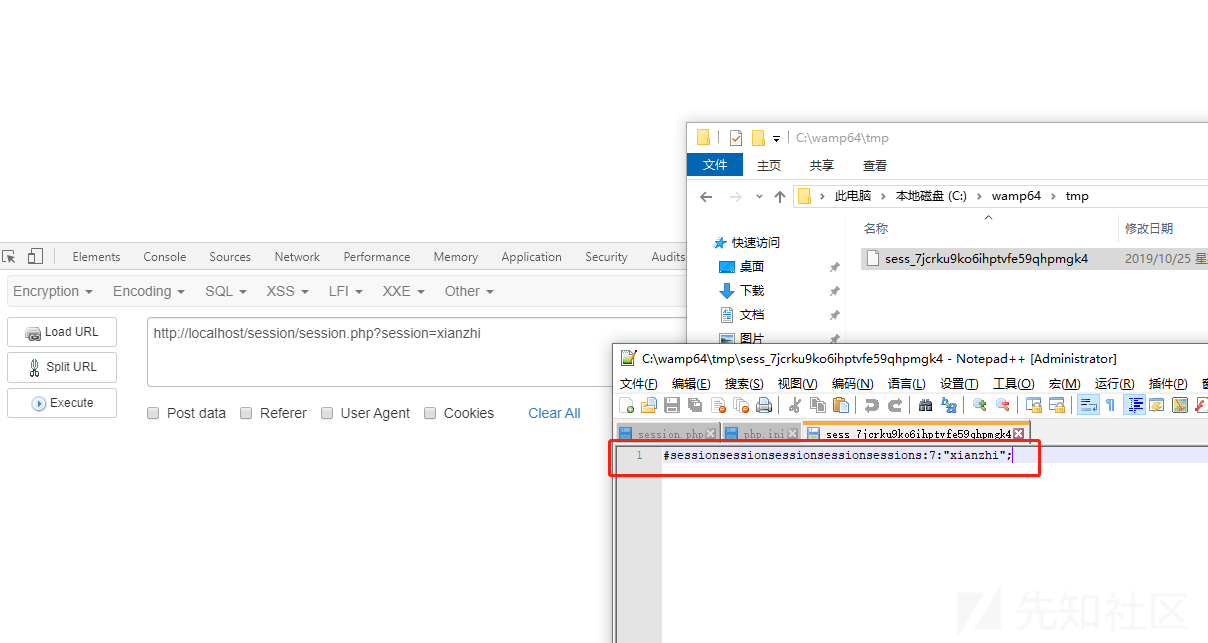 C:\wamp64\tmp
文件 主页 共享 查看
此电脑 本地磁盘 (C:) wamp64 tmp
名称 修改日期
快速访问
sess_7jcrku9ko6ihptvfe59qhpmgk4 2019/10/25
桌面
下载
文档
图片
Elements Console Sources Network Performance Memory Application Security Audits
Encryption Encoding SQL XSS LFI XXE Other
Load URL
http://localhost/session/session.php?session=xianzhi
Split URL
Execute
Post data Referer User Agent Cookies Clear All
C:\wamp64\tmp\sess_7jcrku9ko6ihptvfe59qhpmgk4 - Notepad++ [Administrator]
文件(F) 编辑(E) 搜索(S) 视图(V) 编码(N) 语言(L) 设置(T) 工具(O) 宏(M) 运行(R) 插件(P)
session.php php.ini sess_7jcrku9ko6ihptvfe59qhpmgk4
1 #sessionsessionsessionsessionsessions:7:"xianzhi";
先知社区